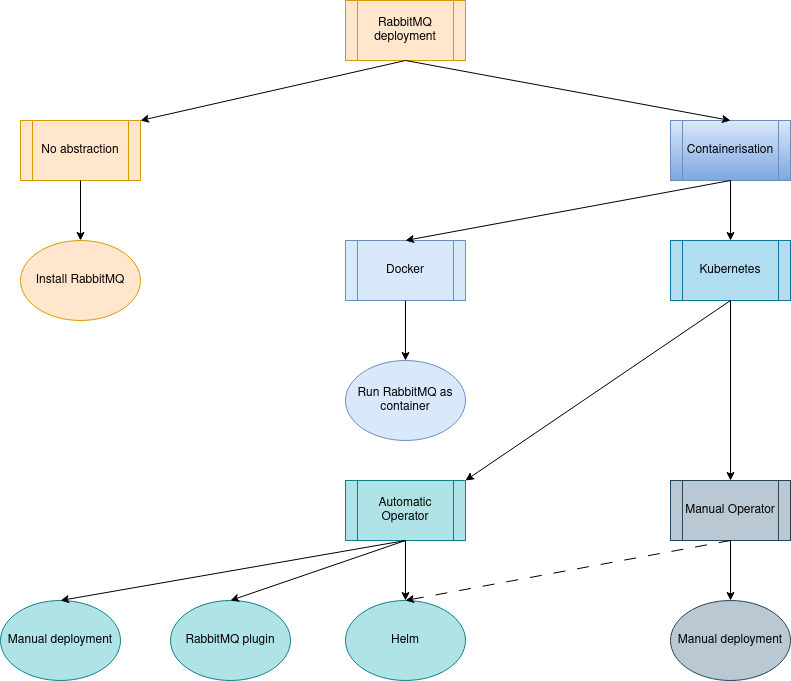 RabbitMQ
deployment
No abstraction
Containerisation
Install RabbitMQ
Docker
Kubernetes
Run RabbitMQ as
container
Automatic
Operator
Manual Operator
Manual deployment
RabbitMQ plugin
Helm
Manual deployment